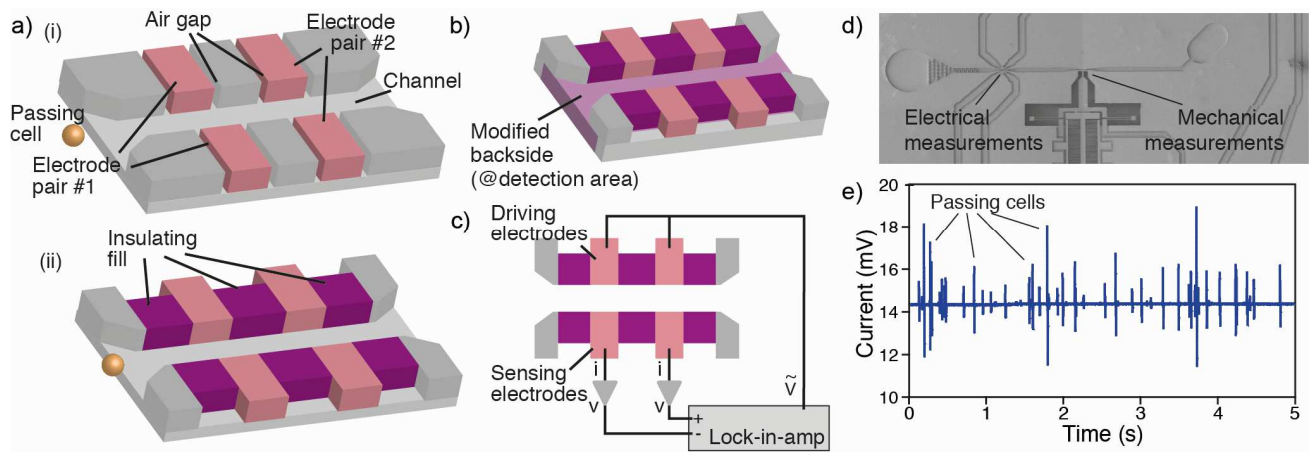 a) (i)
Air gap
Electrode
pair #2
Channel
Passing
cell
Electrode
pair #1
(ii)
Insulating
fill
b)
Modified
backside
(@detection area)
c)
Driving
electrodes
Sensing
electrodes
i
i
v
v
Ṽ
+
-
Lock-in-amp
d)
Electrical
measurements
Mechanical
measurements
e)
20
18
16
14
12
10
Current (mV)
Passing cells
0 1 2 3 4 5
Time (s)